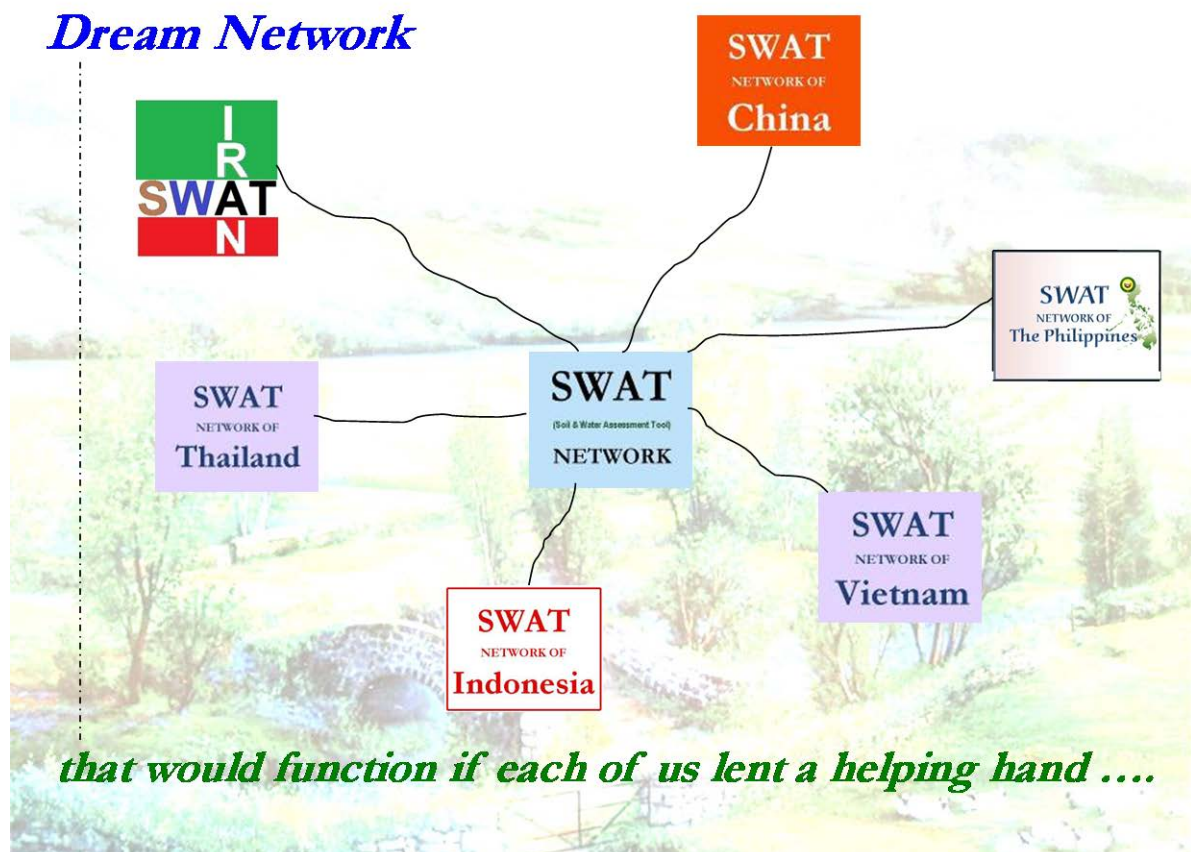 Dream Network
SWAT
NETWORK OF
China
IRAN
SWAT
SWAT
NETWORK OF
The Philippines
SWAT
NETWORK OF
Thailand
SWAT
(Soil & Water Assessment Tool)
NETWORK
SWAT
NETWORK OF
Vietnam
SWAT
NETWORK OF
Indonesia
that would function if each of us lent a helping hand ....